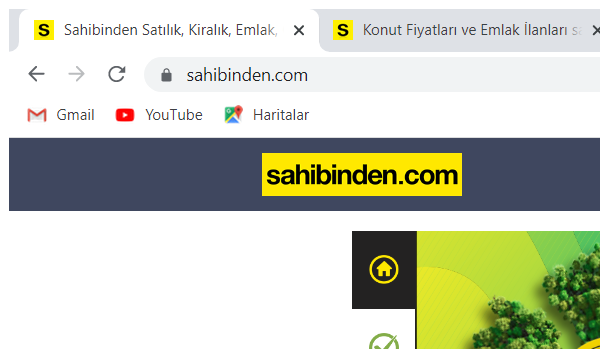 S Sahibinden Satılık, Kiralık, Emlak, S Konut Fiyatları ve Emlak İlanları
sahibinden.com
Gmail YouTube Haritalar
sahibinden.com